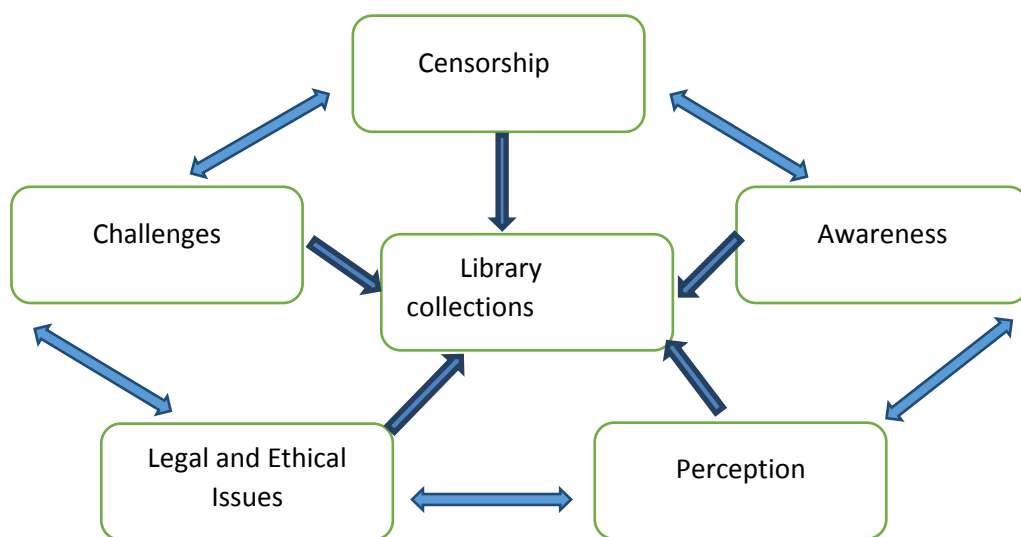 Censorship
Challenges
Awareness
Library
collections
Legal and Ethical
Issues
Perception